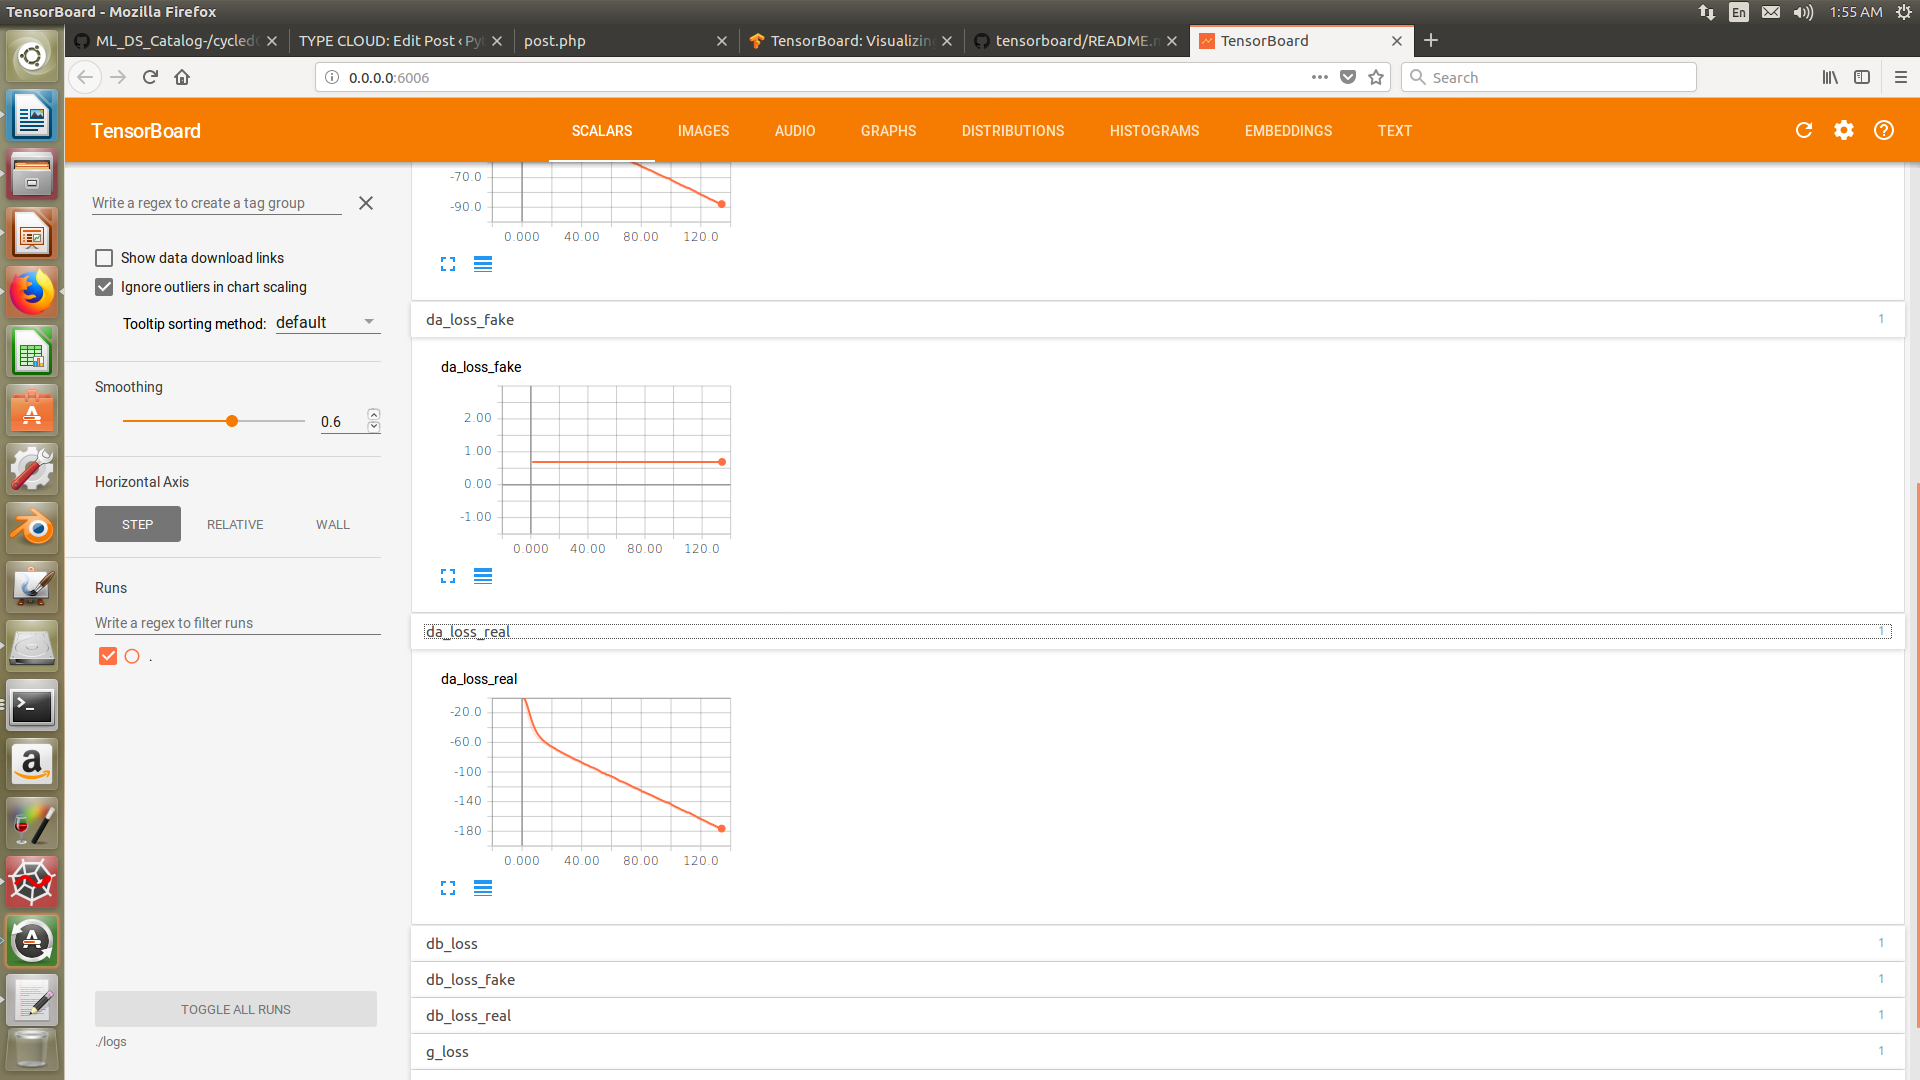 TensorBoard - Mozilla Firefox
En
1:55 AM
ML_DS_Catalog-/cycled
TYPE CLOUD: Edit Post ‹ Py
post.php
TensorBoard: Visualizing
tensorboard/README.m
TensorBoard
0.0.0.0:6006
Search
TensorBoard
SCALARS
IMAGES
AUDIO
GRAPHS
DISTRIBUTIONS
HISTOGRAMS
EMBEDDINGS
TEXT
Write a regex to create a tag group
Show data download links
Ignore outliers in chart scaling
Tooltip sorting method: default
Smoothing
0.6
Horizontal Axis
STEP
RELATIVE
WALL
Runs
Write a regex to filter runs
.
TOGGLE ALL RUNS
./logs
-70.0
-90.0
0.000 40.00 80.00 120.0
da_loss_fake 1
da_loss_fake
2.00
1.00
0.00
-1.00
0.000 40.00 80.00 120.0
da_loss_real 1
da_loss_real
-20.0
-60.0
-100
-140
-180
0.000 40.00 80.00 120.0
db_loss 1
db_loss_fake 1
db_loss_real 1
g_loss 1